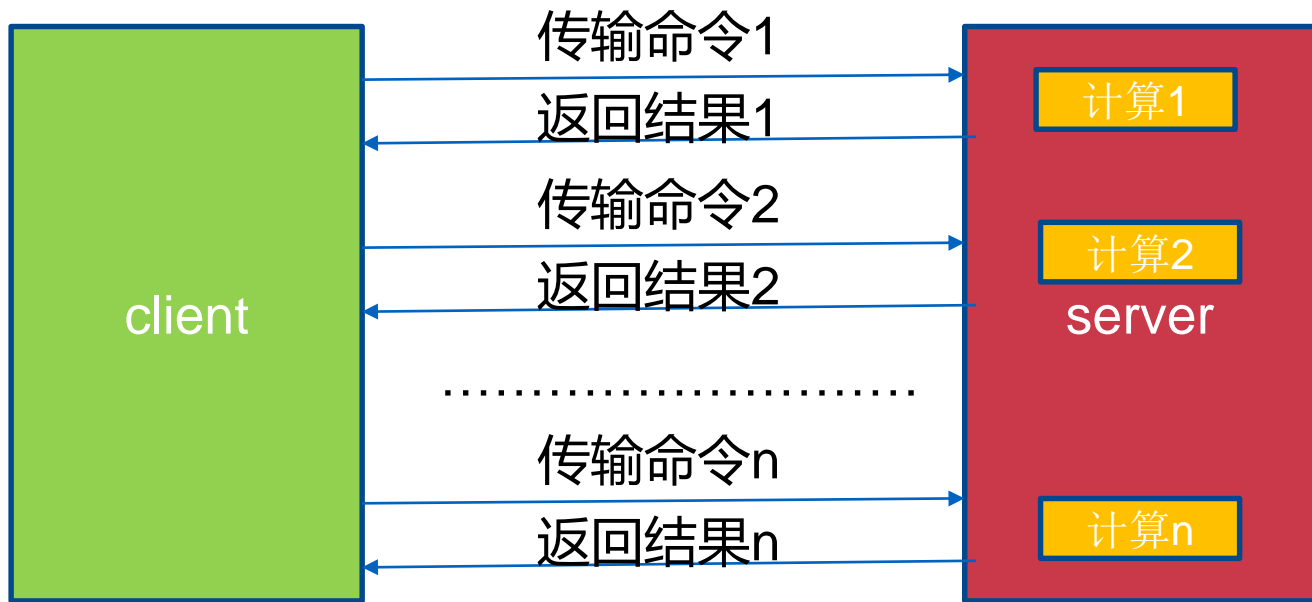 传输命令1
计算1
返回结果1
传输命令2
计算2
返回结果2
client
server
…………………………
传输命令n
计算n
返回结果n